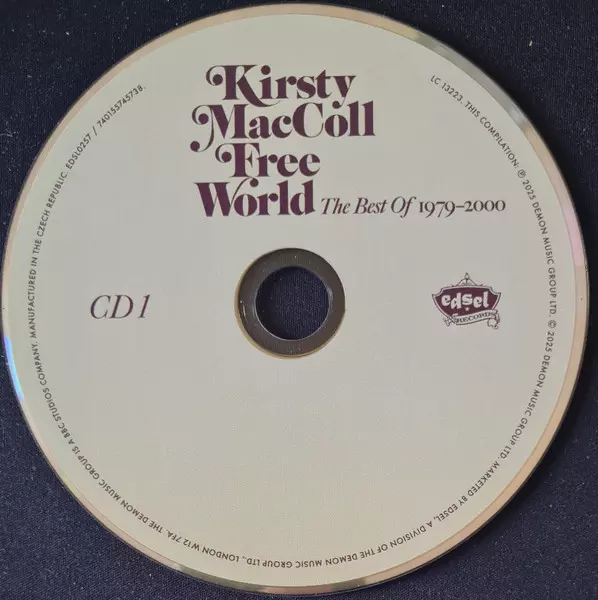 Kirsty
MacColl
Free
World The Best Of 1979–2000
CD 1
edsel
RECORDS
LC 13223. THIS COMPILATION: ℗ 2025 DEMON MUSIC GROUP LTD. © 2025 DEMON MUSIC GROUP LTD. MARKETED BY EDSEL, A DIVISION OF THE DEMON MUSIC GROUP LTD., LONDON W12 7FA. THE DEMON MUSIC GROUP IS A BBC STUDIOS COMPANY. MANUFACTURED IN THE CZECH REPUBLIC. EDSL0257 / 740155745738.